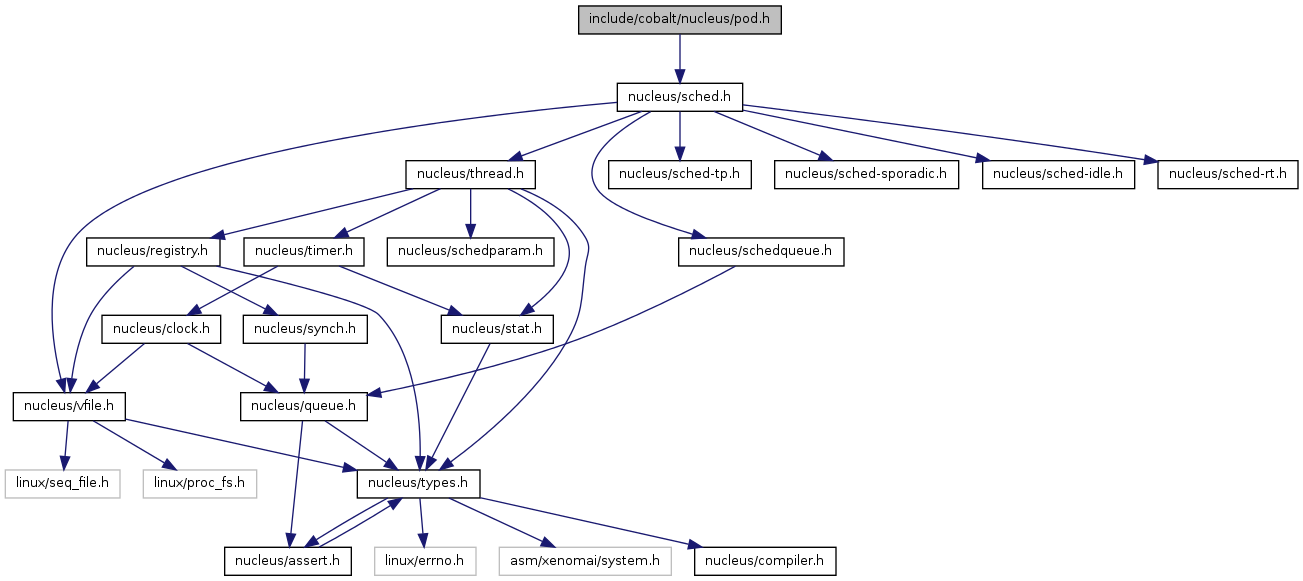 include/cobalt/nucleus/pod.h
nucleus/sched.h
nucleus/thread.h
nucleus/sched-tp.h
nucleus/sched-sporadic.h
nucleus/sched-idle.h
nucleus/sched-rt.h
nucleus/registry.h
nucleus/timer.h
nucleus/schedparam.h
nucleus/schedqueue.h
nucleus/clock.h
nucleus/synch.h
nucleus/stat.h
nucleus/vfile.h
nucleus/queue.h
linux/seq_file.h
linux/proc_fs.h
nucleus/types.h
nucleus/assert.h
linux/errno.h
asm/xenomai/system.h
nucleus/compiler.h